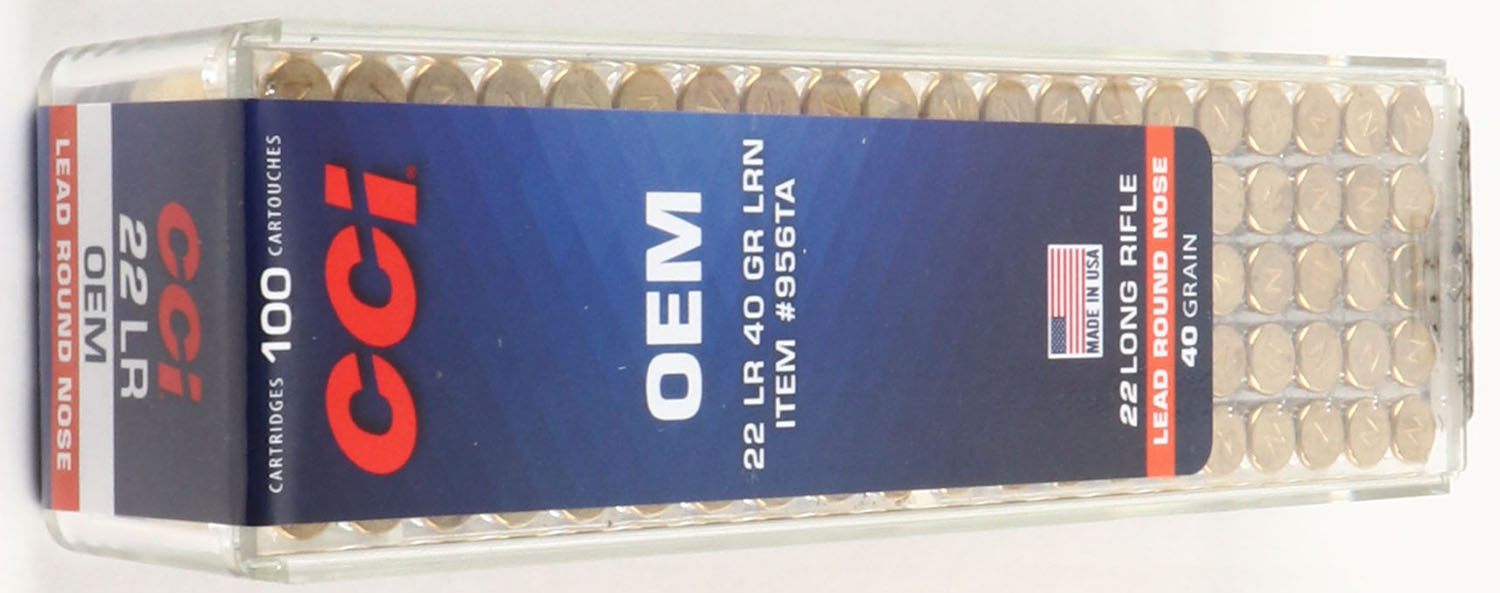 CCI
22 LR
OEM
LEAD ROUND NOSE
CARTRIDGES 100 CARTOUCHES
CCI®
OEM
22 LR 40 GR LRN
ITEM #956TA
MADE IN USA
22 LONG RIFLE
LEAD ROUND NOSE
40 GRAIN